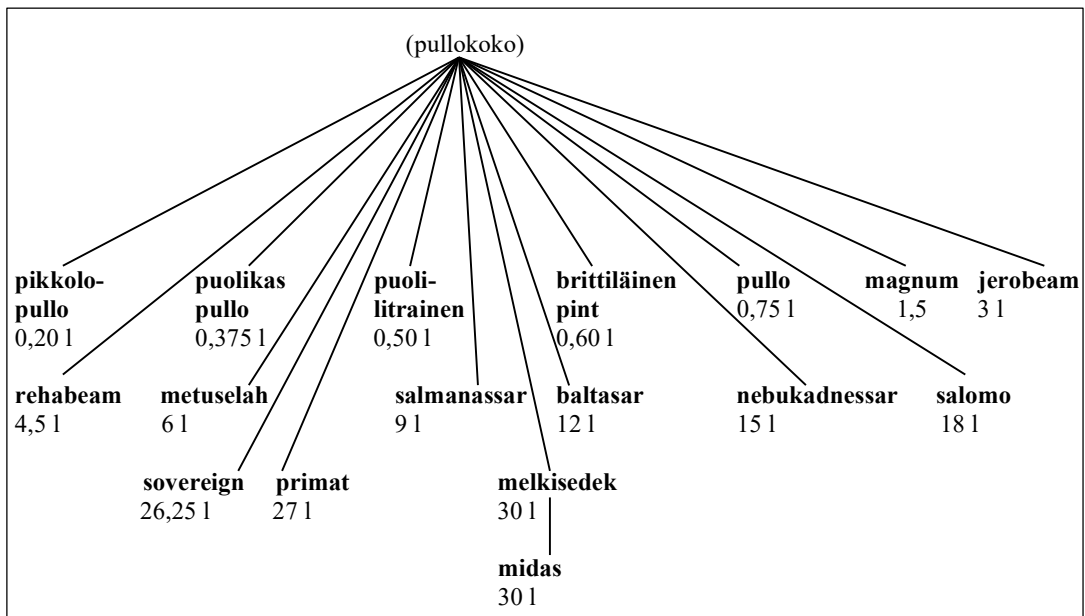 (pullokoko)
pikkolo-
pullo
0,20 l
puolikas
pullo
0,375 l
puoli-
litrainen
0,50 l
brittiläinen
pint
0,60 l
pullo
0,75 l
magnum
1,5
jerobeam
3 l
rehabeam
4,5 l
metuselah
6 l
salmanassar
9 l
baltasar
12 l
nebukadnessar
15 l
salomo
18 l
sovereign
26,25 l
primat
27 l
melkisedek
30 l
midas
30 l